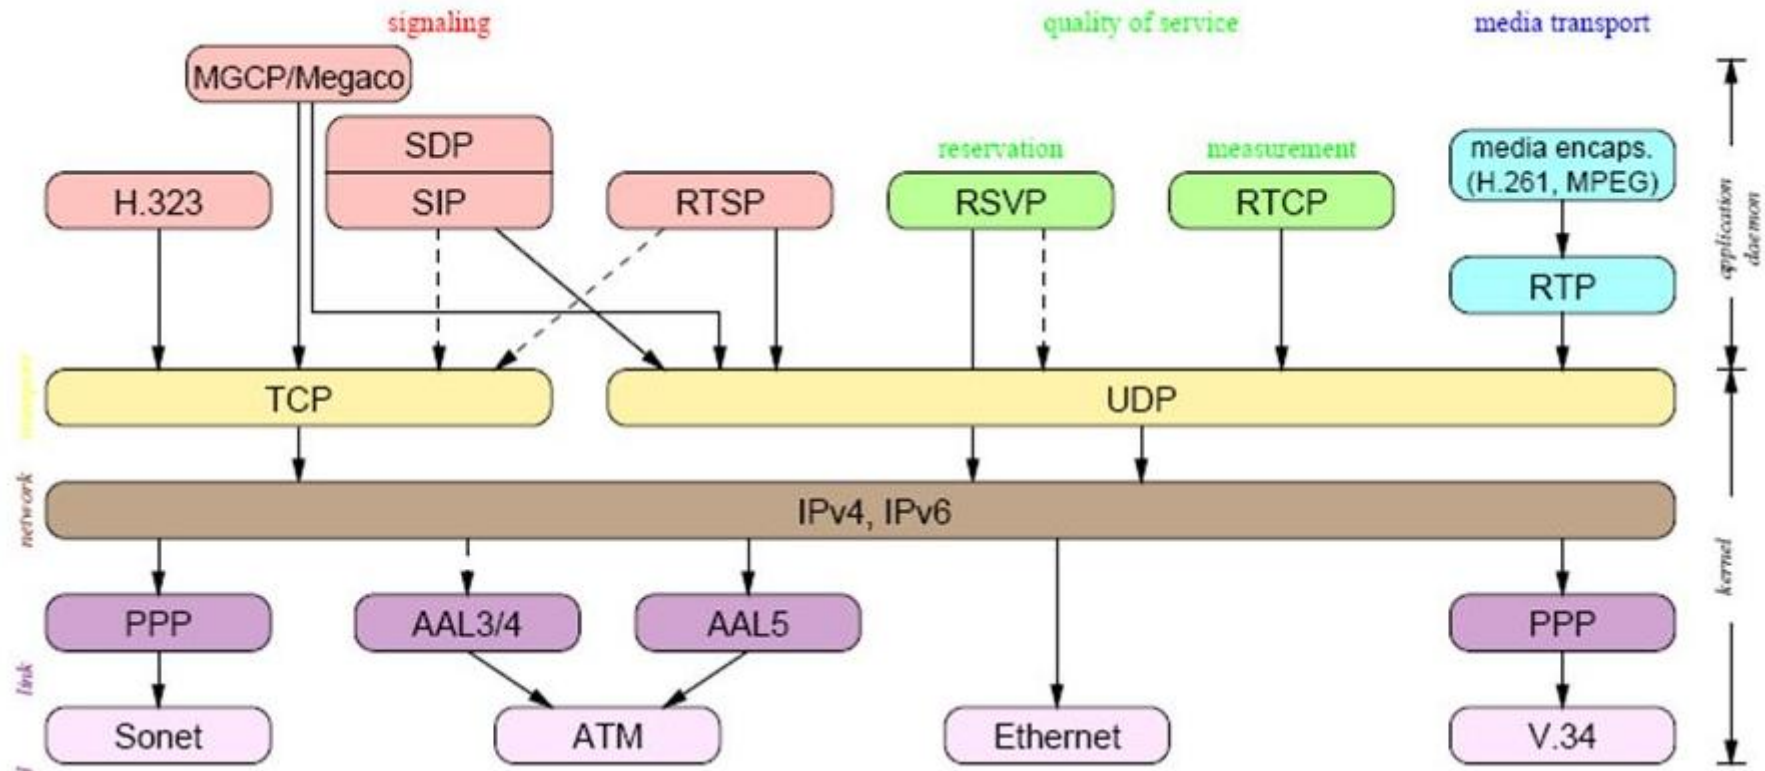 signaling
quality of service
media transport
MGCP/Megaco
SDP
reservation
measurement
media encaps.
(H.261, MPEG)
H.323
SIP
RTSP
RSVP
RTCP
application
daemon
RTP
TCP
UDP
network
IPv4, IPv6
kernel
PPP
AAL3/4
AAL5
PPP
link
Sonet
ATM
Ethernet
V.34